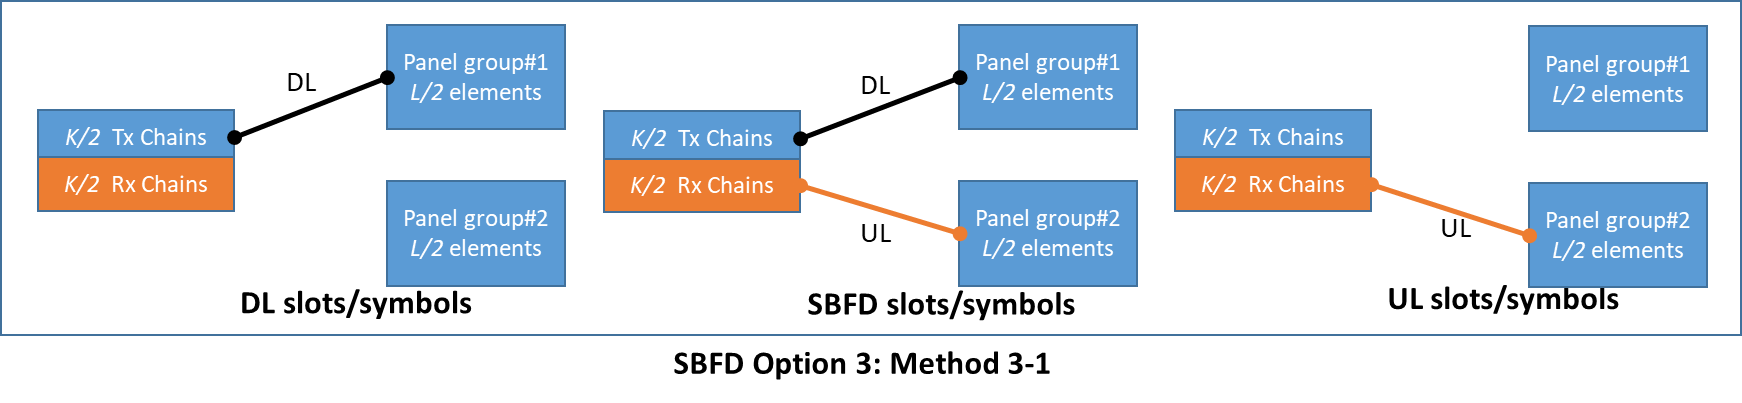 DL
Panel group#1
L/2 elements
K/2 Tx Chains
K/2 Rx Chains
Panel group#2
L/2 elements
DL slots/symbols
DL
Panel group#1
L/2 elements
K/2 Tx Chains
K/2 Rx Chains
UL
Panel group#2
L/2 elements
SBFD slots/symbols
Panel group#1
L/2 elements
K/2 Tx Chains
K/2 Rx Chains
UL
Panel group#2
L/2 elements
UL slots/symbols
SBFD Option 3: Method 3-1